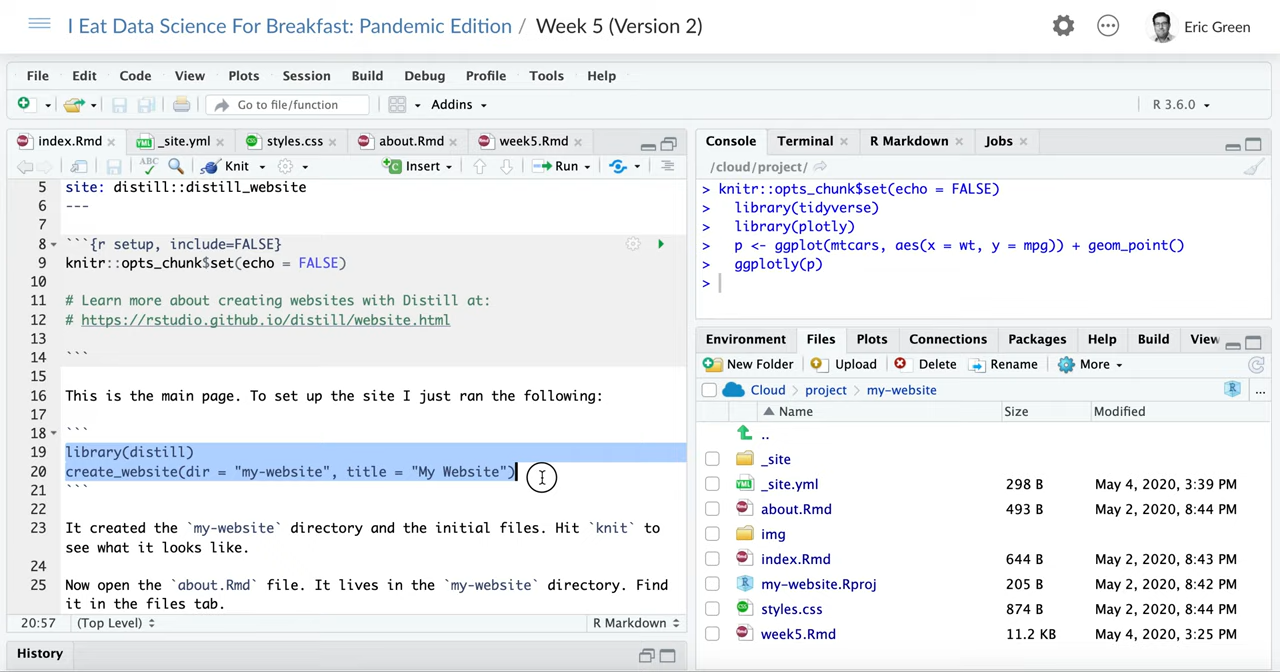 I Eat Data Science For Breakfast: Pandemic Edition / Week 5 (Version 2)
Eric Green
File Edit Code View Plots Session Build Debug Profile Tools Help
Go to file/function Addins R 3.6.0
index.Rmd _site.yml styles.css about.Rmd week5.Rmd
ABC Knit Insert Run
5 site: distill::distill_website
6 ---
7
8 ```{r setup, include=FALSE}
9 knitr::opts_chunk$set(echo = FALSE)
10
11 # Learn more about creating websites with Distill at:
12 # https://rstudio.github.io/distill/website.html
13
14 ```
15
16 This is the main page. To set up the site I just ran the following:
17
18 ```
19 library(distill)
20 create_website(dir = "my-website", title = "My Website")
21 ```
22
23 It created the `my-website` directory and the initial files. Hit `knit` to
see what it looks like.
24
25 Now open the `about.Rmd` file. It lives in the `my-website` directory. Find
it in the files tab.
20:57 (Top Level) R Markdown
History
Console Terminal R Markdown Jobs
/cloud/project/
> knitr::opts_chunk$set(echo = FALSE)
> library(tidyverse)
> library(plotly)
> p <- ggplot(mtcars, aes(x = wt, y = mpg)) + geom_point()
> ggplotly(p)
>
Environment Files Plots Connections Packages Help Build View
New Folder Upload Delete Rename More
Cloud > project > my-website ...
Name Size Modified
..
_site
_site.yml 298 B May 4, 2020, 3:39 PM
about.Rmd 493 B May 2, 2020, 8:44 PM
img
index.Rmd 644 B May 2, 2020, 8:43 PM
my-website.Rproj 205 B May 2, 2020, 8:42 PM
styles.css 874 B May 2, 2020, 8:44 PM
week5.Rmd 11.2 KB May 4, 2020, 3:25 PM